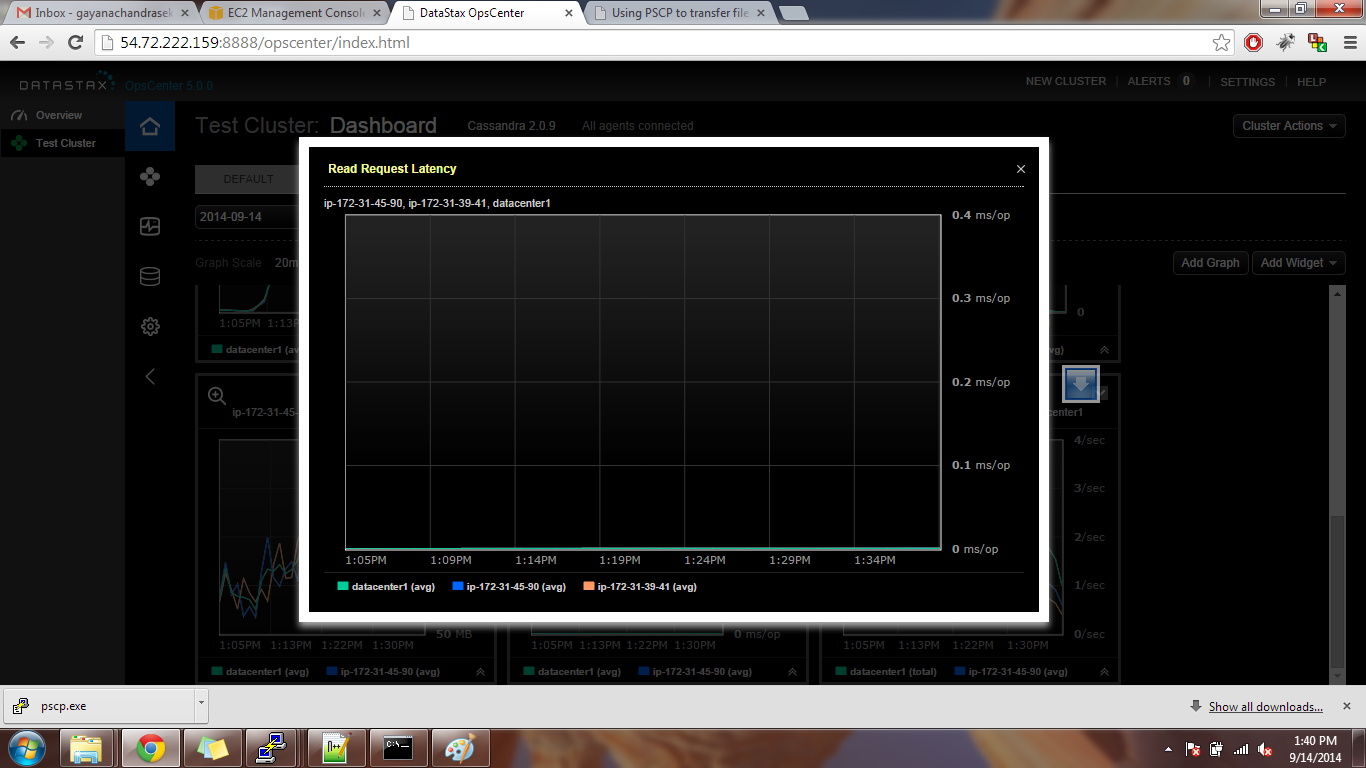 Inbox - gayanachandrasek
EC2 Management Console
DataStax OpsCenter
Using PSCP to transfer file
54.72.222.159:8888/opscenter/index.html
DATASTAX OpsCenter 5.0.0
NEW CLUSTER ALERTS 0 SETTINGS HELP
Overview
Test Cluster
Test Cluster: Dashboard Cassandra 2.0.9 All agents connected
Cluster Actions
DEFAULT
2014-09-14
Graph Scale 20m
Add Graph Add Widget
Read Request Latency
ip-172-31-45-90, ip-172-31-39-41, datacenter1
0.4 ms/op
0.3 ms/op
0.2 ms/op
0.1 ms/op
0 ms/op
1:05PM 1:09PM 1:14PM 1:19PM 1:24PM 1:29PM 1:34PM
datacenter1 (avg) ip-172-31-45-90 (avg) ip-172-31-39-41 (avg)
1:05PM 1:13P
0
datacenter1 (av
vg)
ip-172-31-45-
center1
4/sec
3/sec
2/sec
1/sec
50 MB 0 ms/op 0/sec
1:05PM 1:13PM 1:22PM 1:30PM 1:05PM 1:13PM 1:22PM 1:30PM 1:05PM 1:13PM 1:22PM 1:30PM
datacenter1 (avg) ip-172-31-45-90 (avg) datacenter1 (avg) ip-172-31-45-90 (avg) datacenter1 (total) ip-172-31-45-90 (avg)
pscp.exe
Show all downloads...
C:\
1:40 PM
9/14/2014